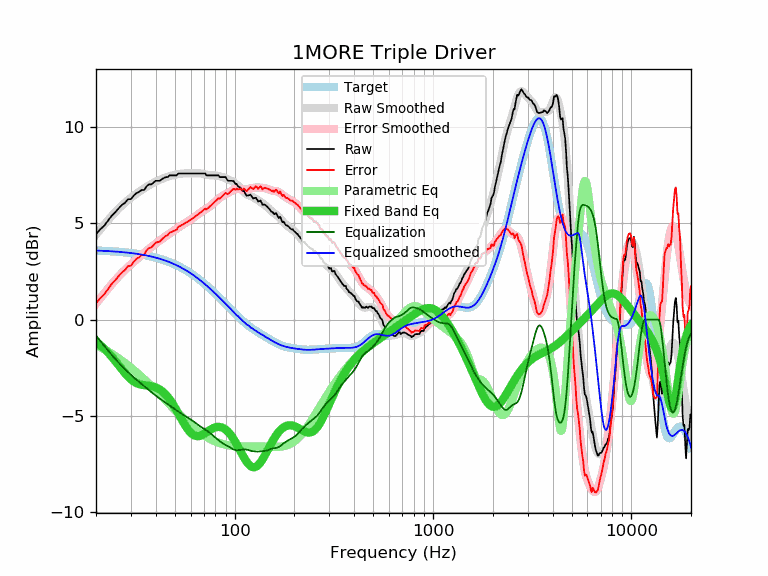 1MORE Triple Driver
Target
Raw Smoothed
Error Smoothed
Raw
Error
Parametric Eq
Fixed Band Eq
Equalization
Equalized smoothed
10
5
0
−5
−10
Amplitude (dBr)
100
1000
10000
Frequency (Hz)